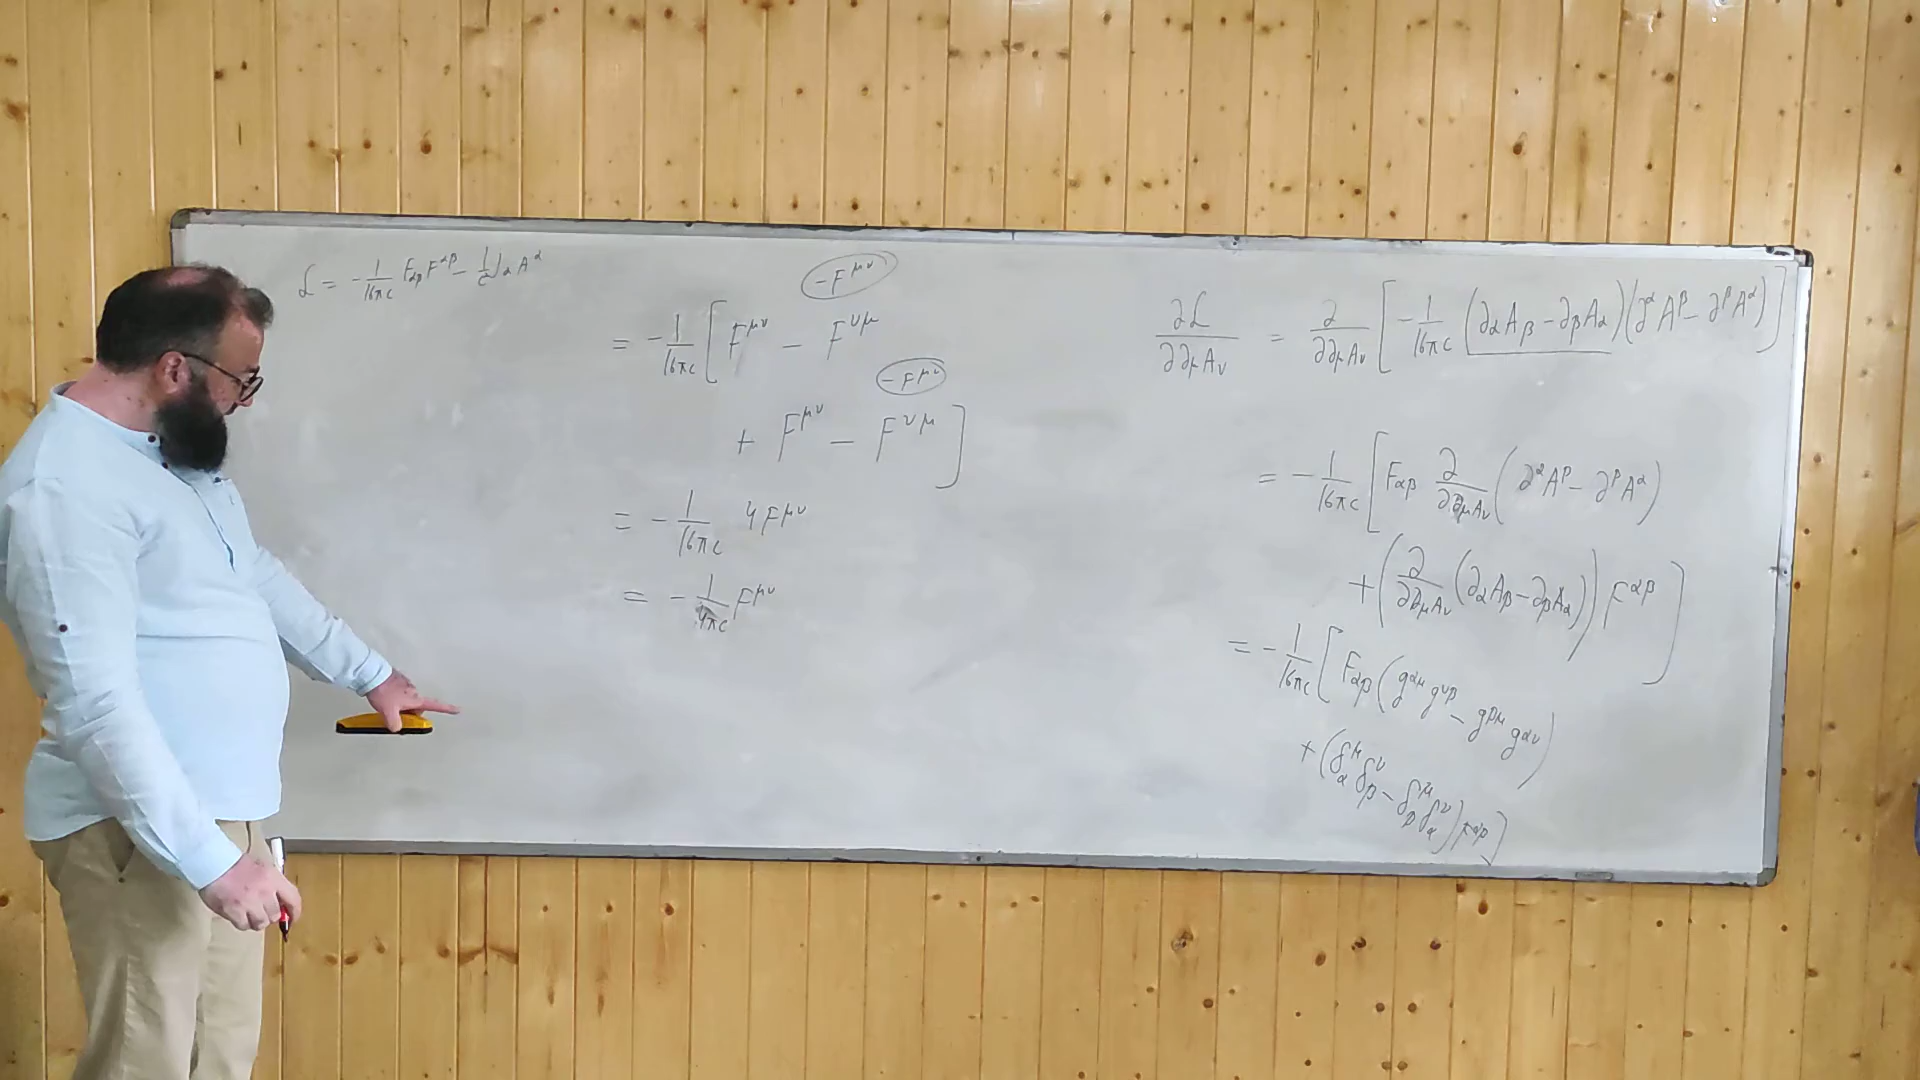 ℒ = -1/16πc F_αβ F^αβ - 1/c J_α A^α
∂ℒ/∂∂_μA_ν = ∂/∂∂_μA_ν [ -1/16πc (∂_αA_β - ∂_βA_α)(∂^αA^β - ∂^βA^α) ]
= -1/16πc [ F_αβ ∂/∂∂_μA_ν (∂^αA^β - ∂^βA^α)
+ (∂/∂∂_μA_ν (∂_αA_β - ∂_βA_α)) F^αβ ]
= -1/16πc [ F_αβ (g^αμ g^νβ - g^βμ g^αν)
+ (δ^μ_α δ^ν_β - δ^μ_β δ^ν_α) F^αβ ]
-F^μν
= -1/16πc [ F^μν - F^νμ
-F^μν
+ F^μν - F^νμ ]
= -1/16πc 4F^μν
= -1/4πc F^μν